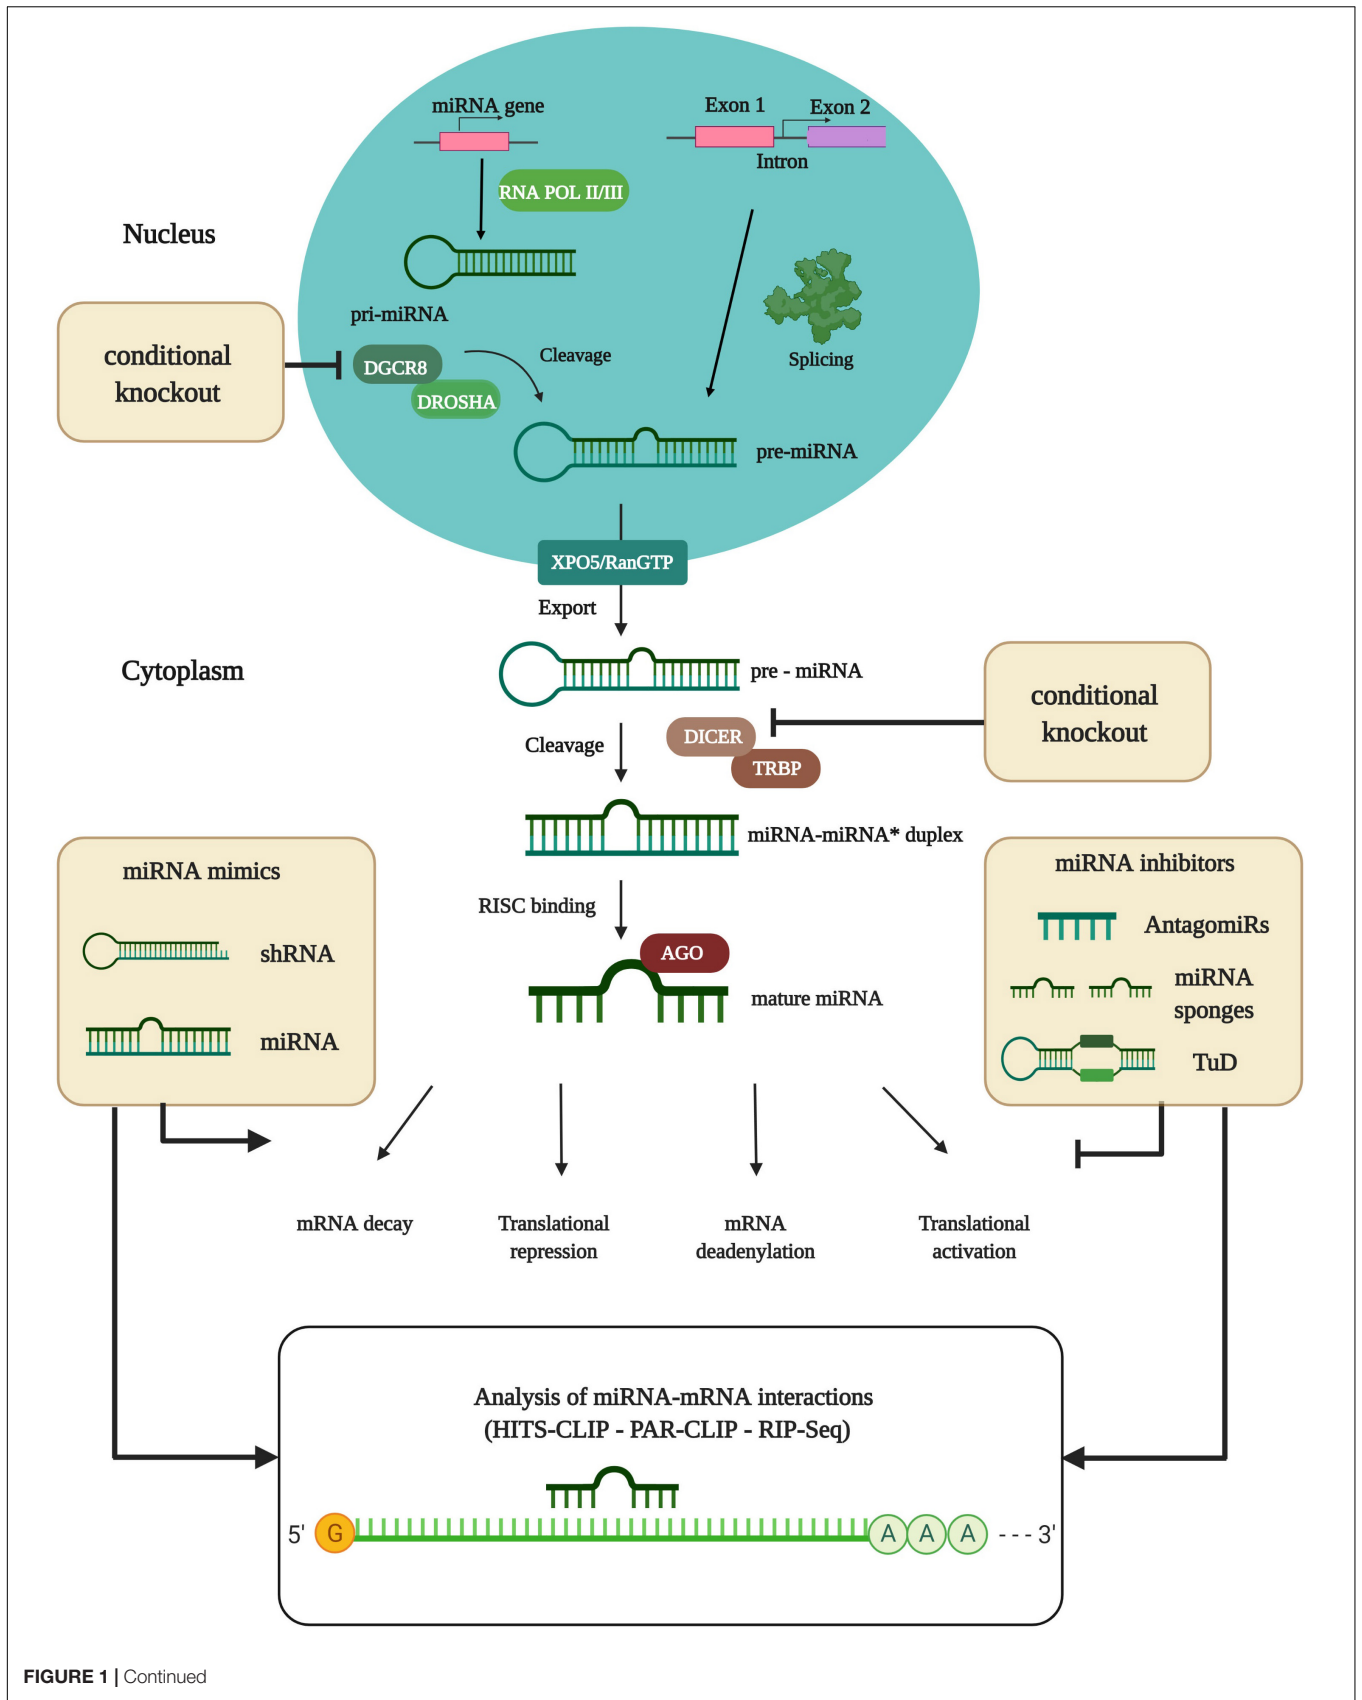 miRNA gene
Exon 1
Exon 2
Intron
RNA POL II/III
Nucleus
pri-miRNA
Splicing
conditional
knockout
DGCR8
DROSHA
Cleavage
pre-miRNA
XPO5/RanGTP
Export
Cytoplasm
pre - miRNA
conditional
knockout
Cleavage
DICER
TRBP
miRNA-miRNA* duplex
miRNA mimics
shRNA
miRNA
RISC binding
AGO
mature miRNA
miRNA inhibitors
AntagomiRs
miRNA
sponges
TuD
mRNA decay
Translational
repression
mRNA
deadenylation
Translational
activation
Analysis of miRNA-mRNA interactions
(HITS-CLIP - PAR-CLIP - RIP-Seq)
5' G A A A --- 3'
FIGURE 1 | Continued